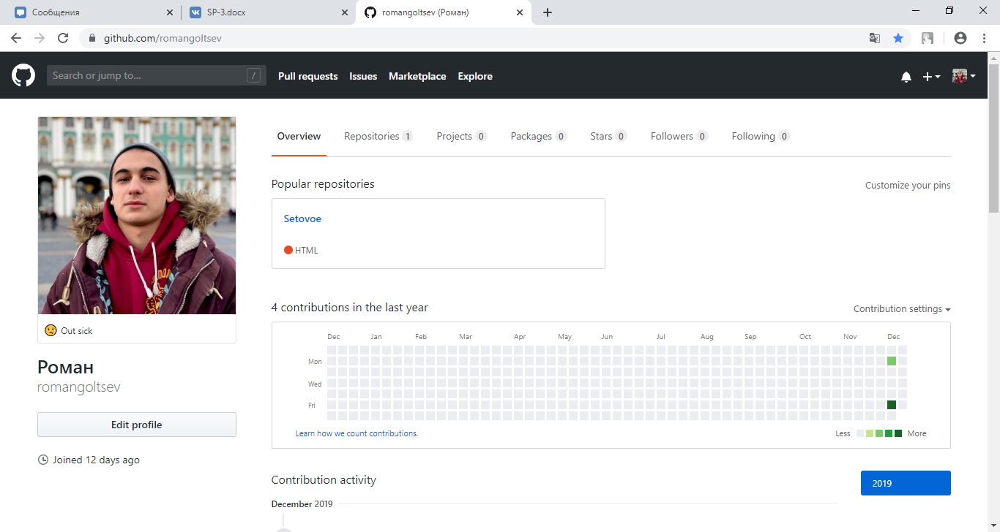 Сообщения
SP-3.docx
romangoltsev (Роман)
github.com/romangoltsev
Search or jump to...
/
Pull requests
Issues
Marketplace
Explore
Overview
Repositories 1
Projects 0
Packages 0
Stars 0
Followers 0
Following 0
Popular repositories
Customize your pins
Setovoe
HTML
Out sick
Роман
romangoltsev
Edit profile
Joined 12 days ago
4 contributions in the last year
Contribution settings
Dec Jan Feb Mar Apr May Jun Jul Aug Sep Oct Nov Dec
Mon
Wed
Fri
Learn how we count contributions.
Less More
Contribution activity
2019
December 2019